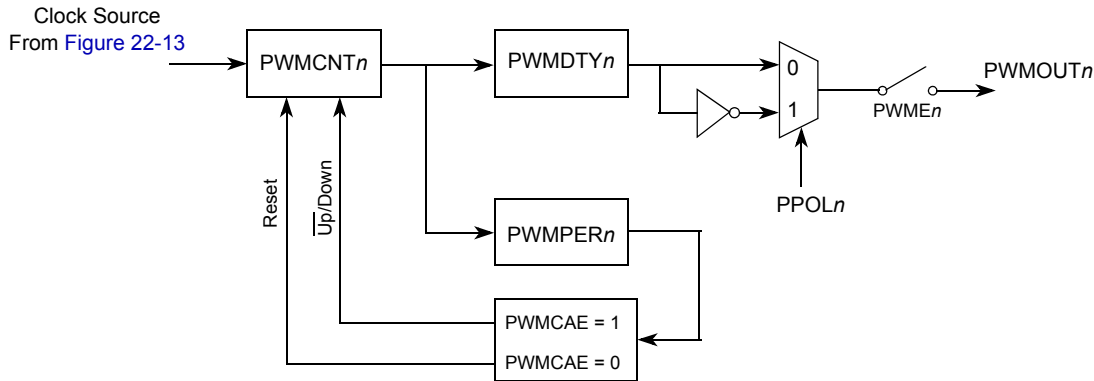 Clock Source
From Figure 22-13
PWMCNTn
PWMDTYn
0
1
PWMEn
PWMOUTn
PPOLn
Reset
Up/Down
PWMPERn
PWMCAE = 1
PWMCAE = 0